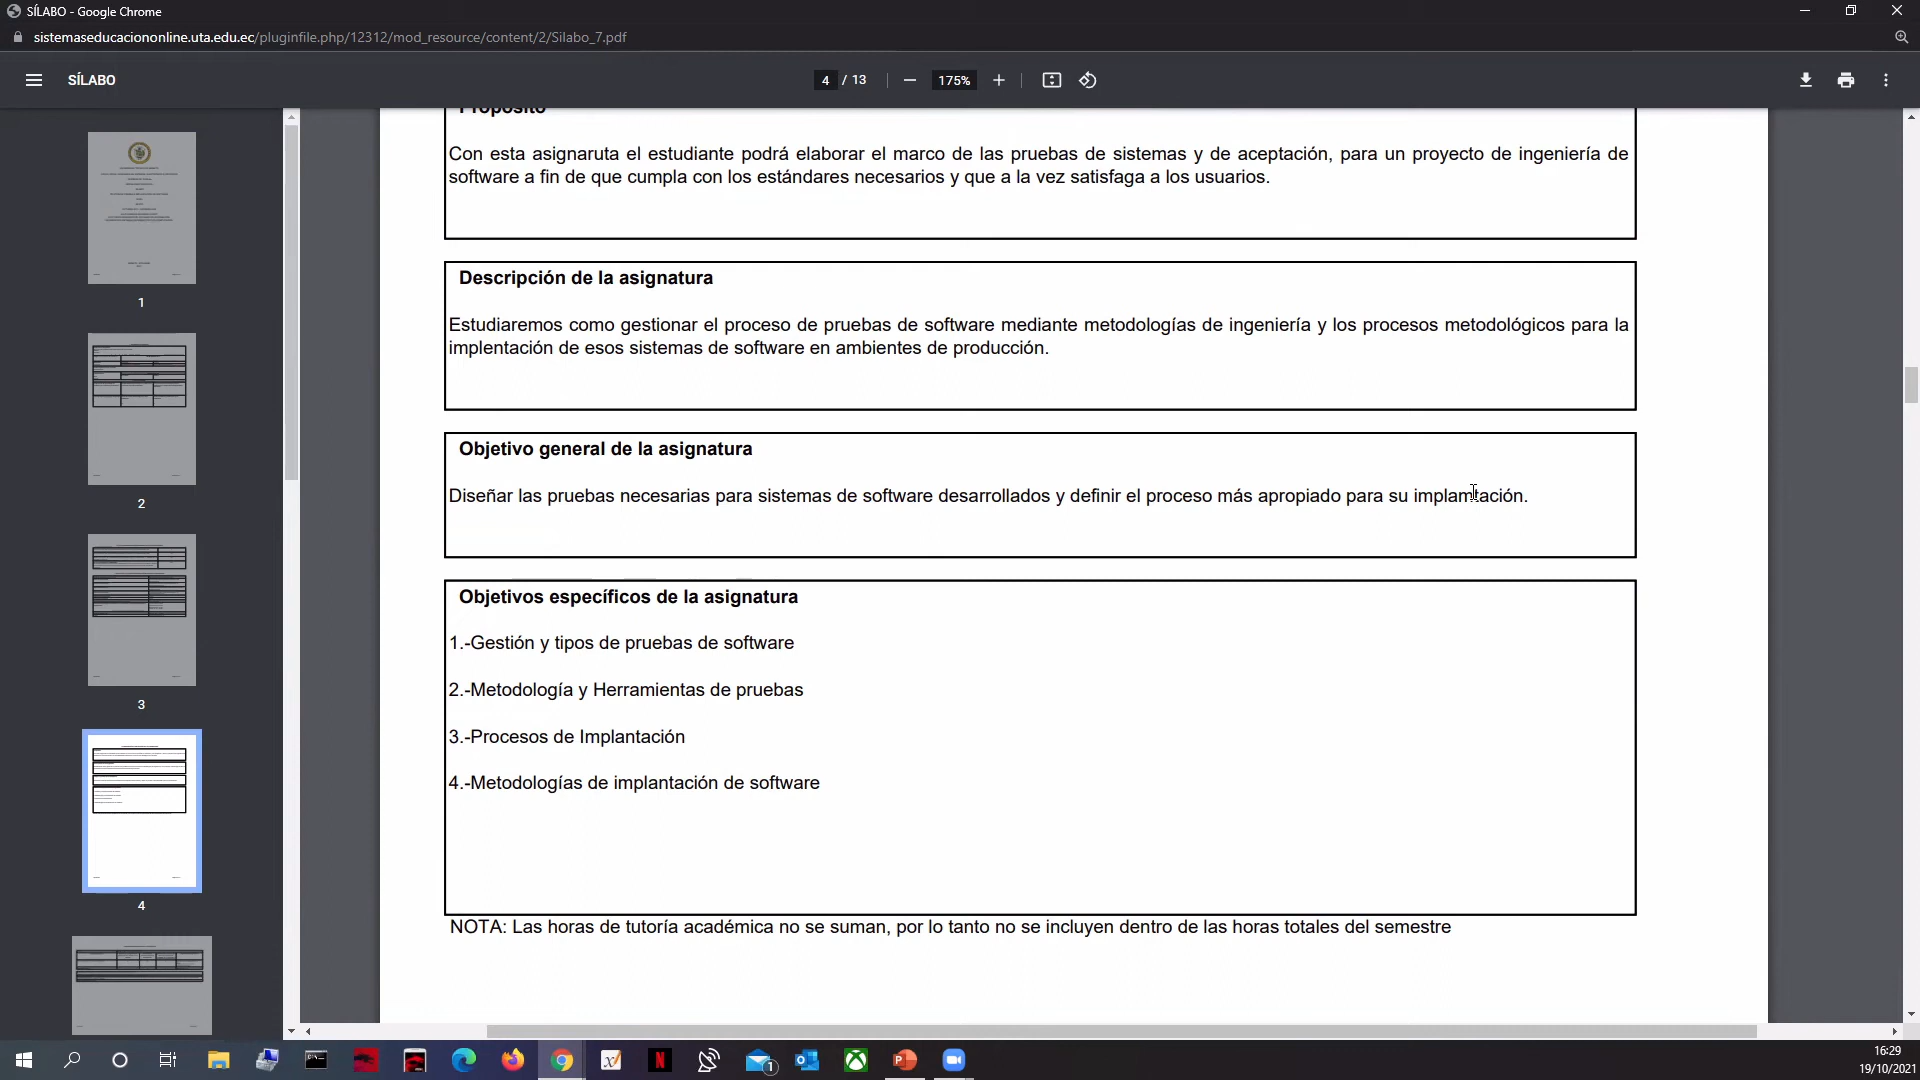 SÍLABO - Google Chrome
sistemaseducaciononline.uta.edu.ec/pluginfile.php/12312/mod_resource/content/2/Silabo_7.pdf
SÍLABO
4 / 13
175%
Propósito
Con esta asignaruta el estudiante podrá elaborar el marco de las pruebas de sistemas y de aceptación, para un proyecto de ingeniería de
software a fin de que cumpla con los estándares necesarios y que a la vez satisfaga a los usuarios.
Descripción de la asignatura
Estudiaremos como gestionar el proceso de pruebas de software mediante metodologías de ingeniería y los procesos metodológicos para la
implentación de esos sistemas de software en ambientes de producción.
Objetivo general de la asignatura
Diseñar las pruebas necesarias para sistemas de software desarrollados y definir el proceso más apropiado para su implamtación.
Objetivos específicos de la asignatura
1.-Gestión y tipos de pruebas de software
2.-Metodología y Herramientas de pruebas
3.-Procesos de Implantación
4.-Metodologías de implantación de software
NOTA: Las horas de tutoría académica no se suman, por lo tanto no se incluyen dentro de las horas totales del semestre
1
2
3
4
1
16:29
19/10/2021